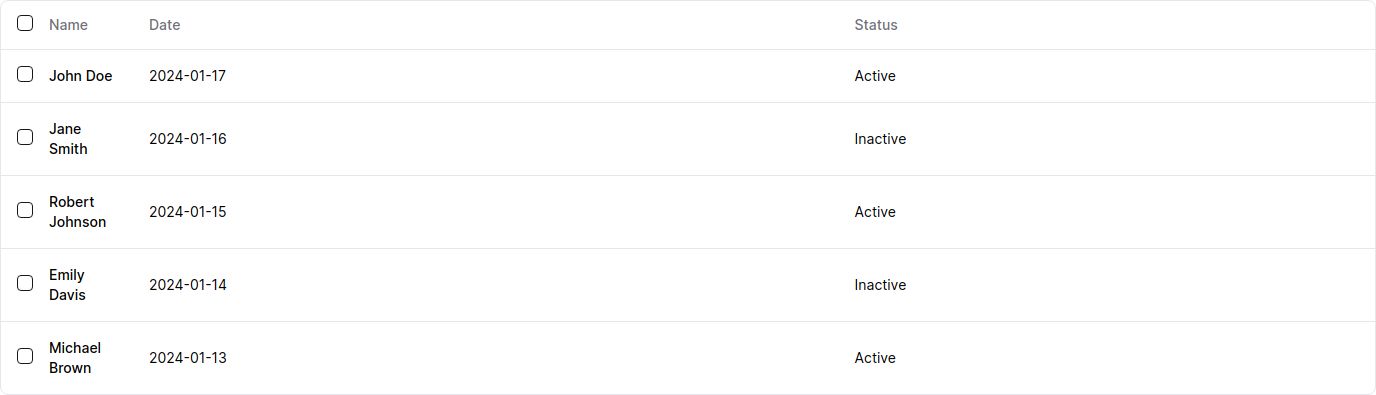 Name Date Status
John Doe 2024-01-17 Active
Jane
Smith 2024-01-16 Inactive
Robert
Johnson 2024-01-15 Active
Emily
Davis 2024-01-14 Inactive
Michael
Brown 2024-01-13 Active